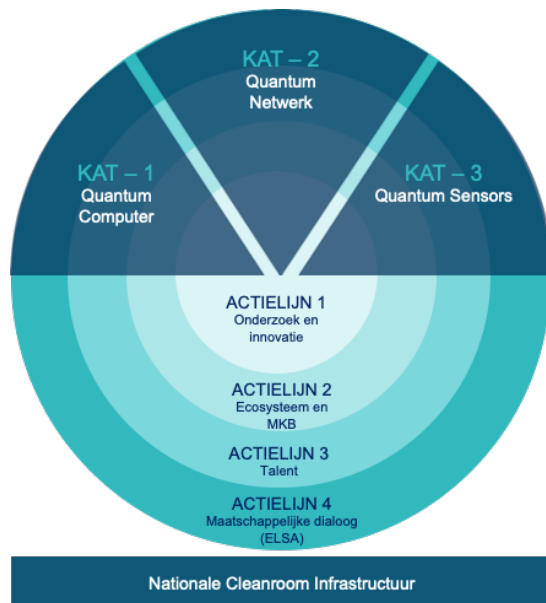 KAT – 2
Quantum
Netwerk
KAT – 1
Quantum
Computer
KAT – 3
Quantum Sensors
ACTIELIJN 1
Onderzoek en
innovatie
ACTIELIJN 2
Ecosysteem en
MKB
ACTIELIJN 3
Talent
ACTIELIJN 4
Maatschappelijke dialoog
(ELSA)
Nationale Cleanroom Infrastructuur